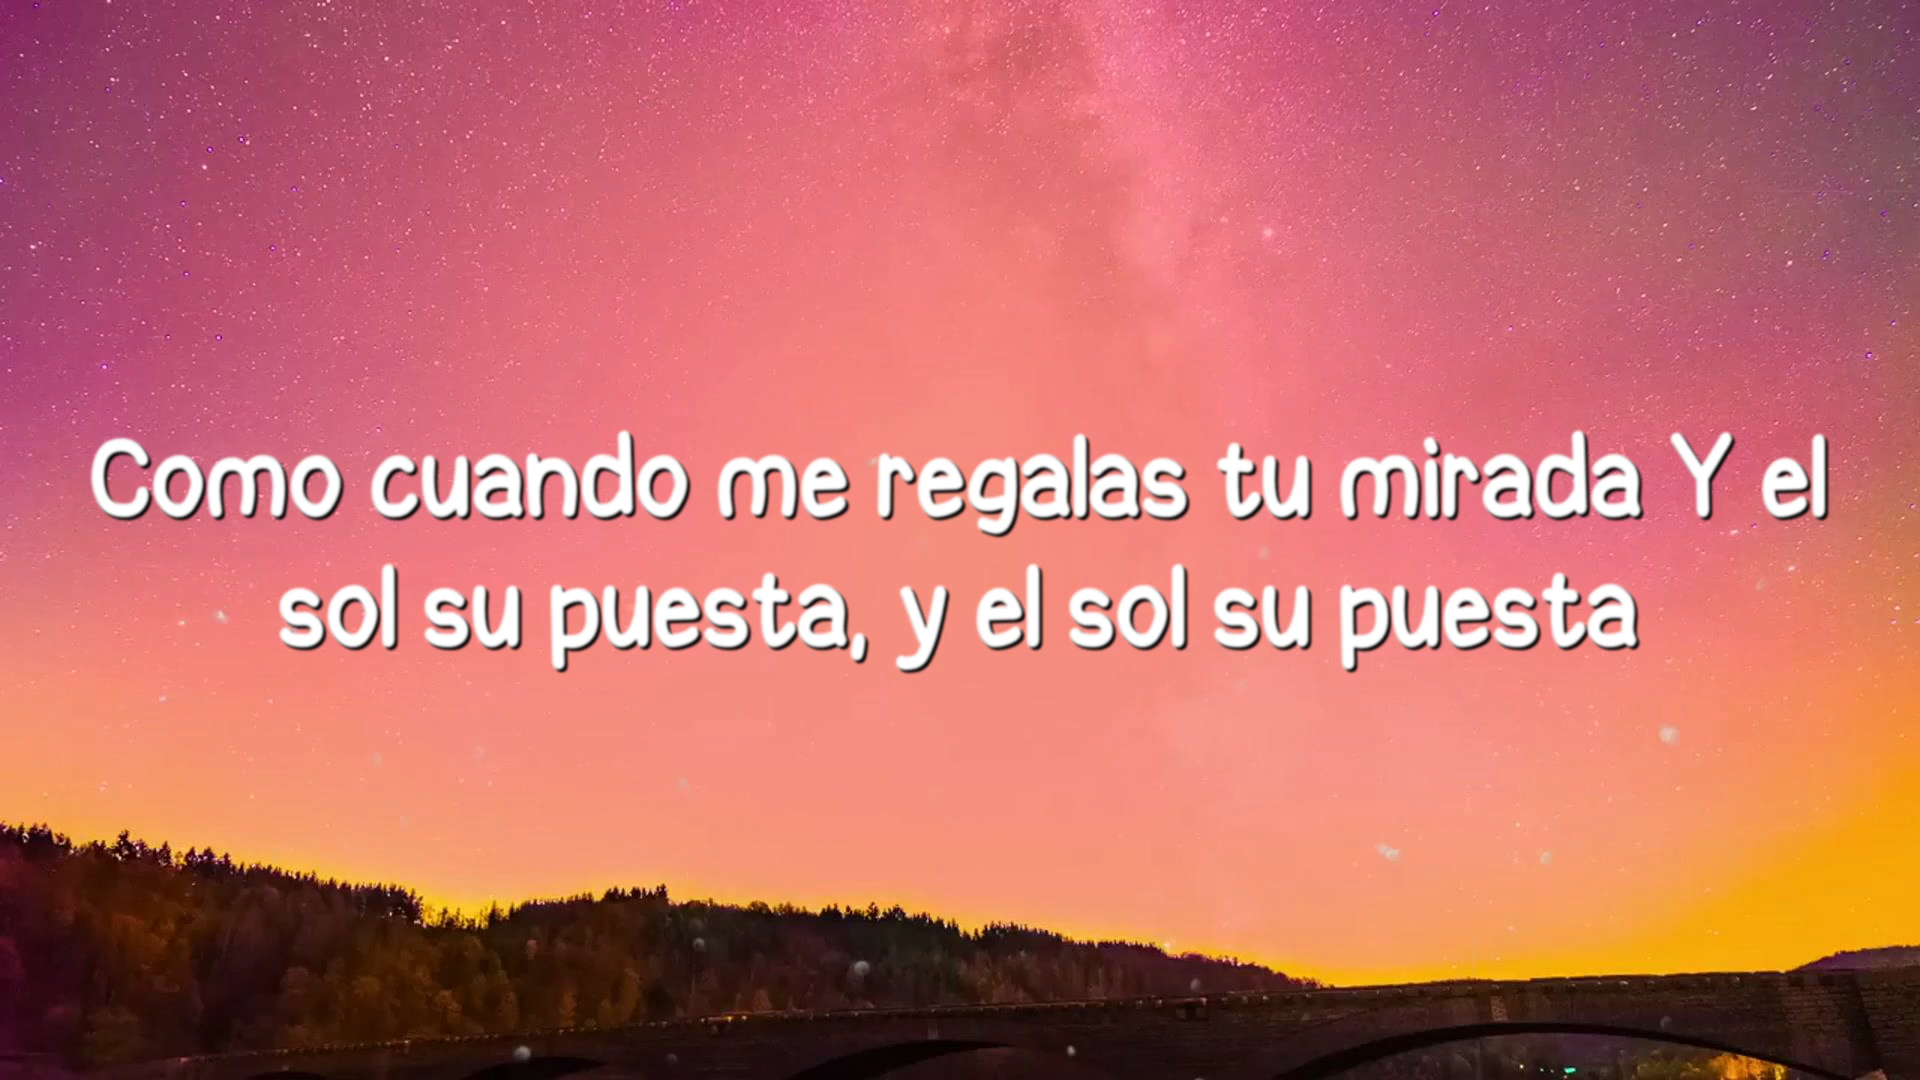 Como cuando me regalas tu mirada Y el
sol su puesta, y el sol su puesta